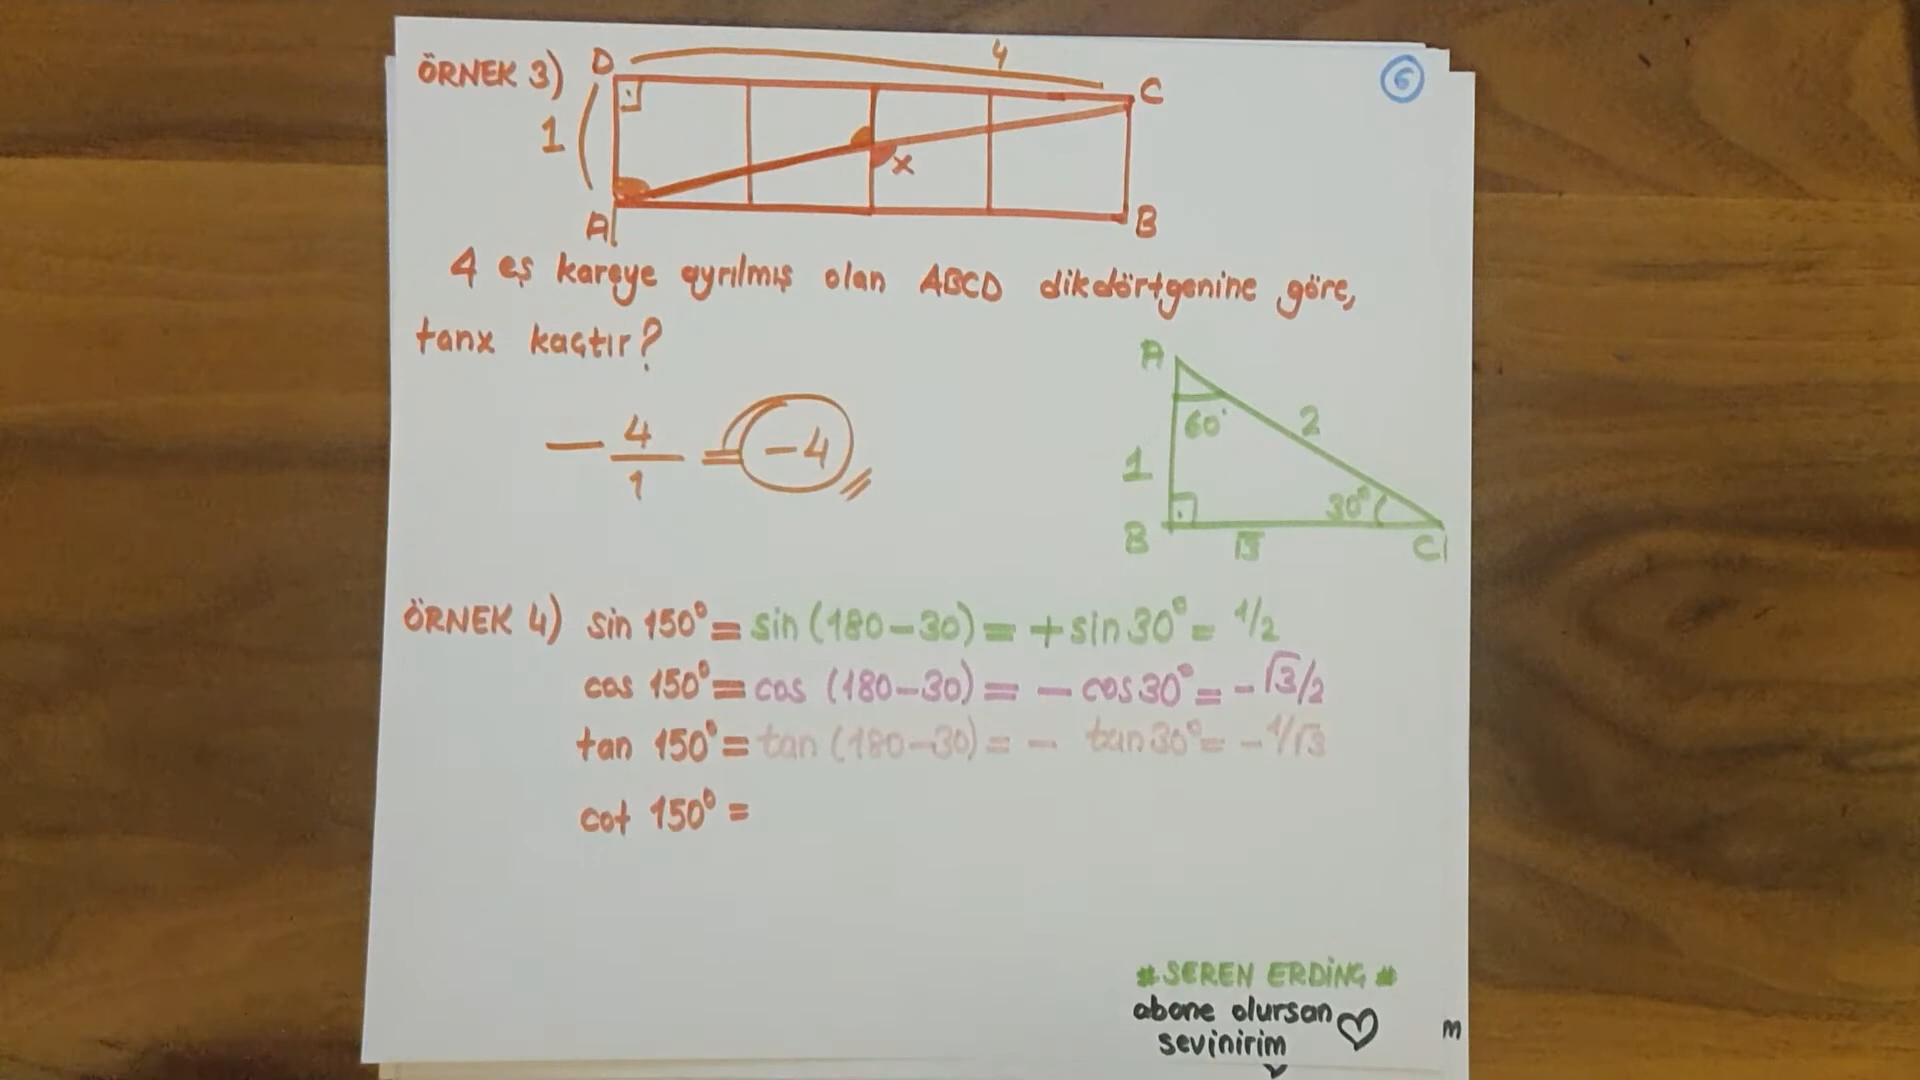 ÖRNEK 3)
D
4
C
6
1
x
A
B
4 eş kareye ayrılmış olan ABCD dikdörtgenine göre,
tanx kaçtır?
- 4/1 = -4
A
60°
2
1
30°
B
√3
C
ÖRNEK 4) sin 150° = sin (180-30) = + sin 30° = 1/2
cos 150° = cos (180-30) = - cos 30° = - √3/2
tan 150° = tan (180-30) = - tan 30° = - 1/√3
cot 150° =
# SEREN ERDİNÇ #
abone olursan ♡
sevinirim
m